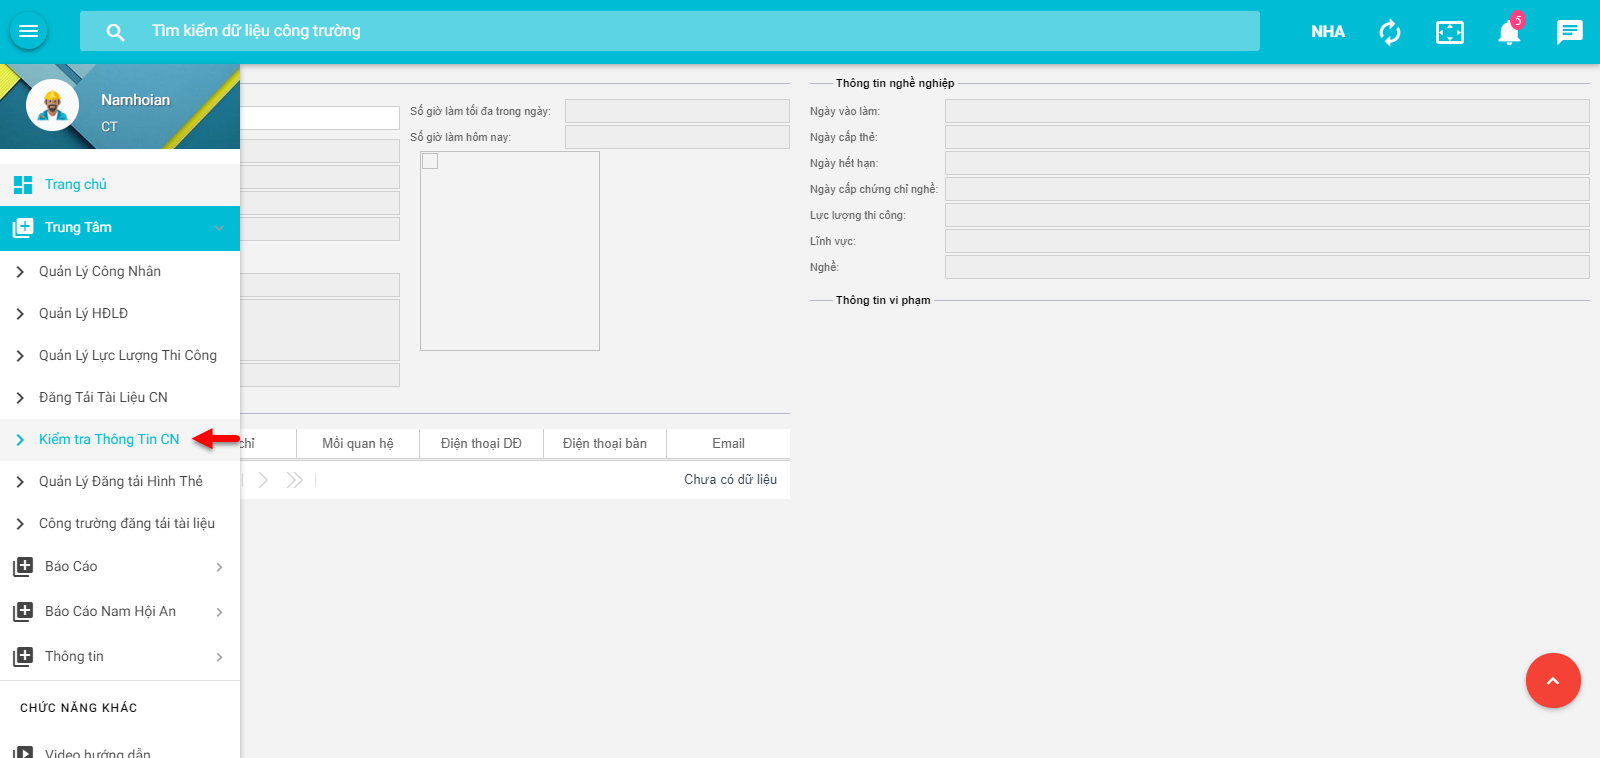 Tìm kiếm dữ liệu công trường
NHA
5
Namhoian
CT
Trang chủ
Trung Tâm
Quản Lý Công Nhân
Quản Lý HĐLĐ
Quản Lý Lực Lượng Thi Công
Đăng Tải Tài Liệu CN
Kiểm tra Thông Tin CN
Quản Lý Đăng tải Hình Thẻ
Công trường đăng tải tài liệu
Báo Cáo
Báo Cáo Nam Hội An
Thông tin
CHỨC NĂNG KHÁC
Video hướng dẫn
Số giờ làm tối đa trong ngày:
Số giờ làm hôm nay:
chỉ Mối quan hệ Điện thoại DĐ Điện thoại bàn Email
Chưa có dữ liệu
Thông tin nghề nghiệp
Ngày vào làm:
Ngày cấp thẻ:
Ngày hết hạn:
Ngày cấp chứng chỉ nghề:
Lực lượng thi công:
Lĩnh vực:
Nghề:
Thông tin vi phạm